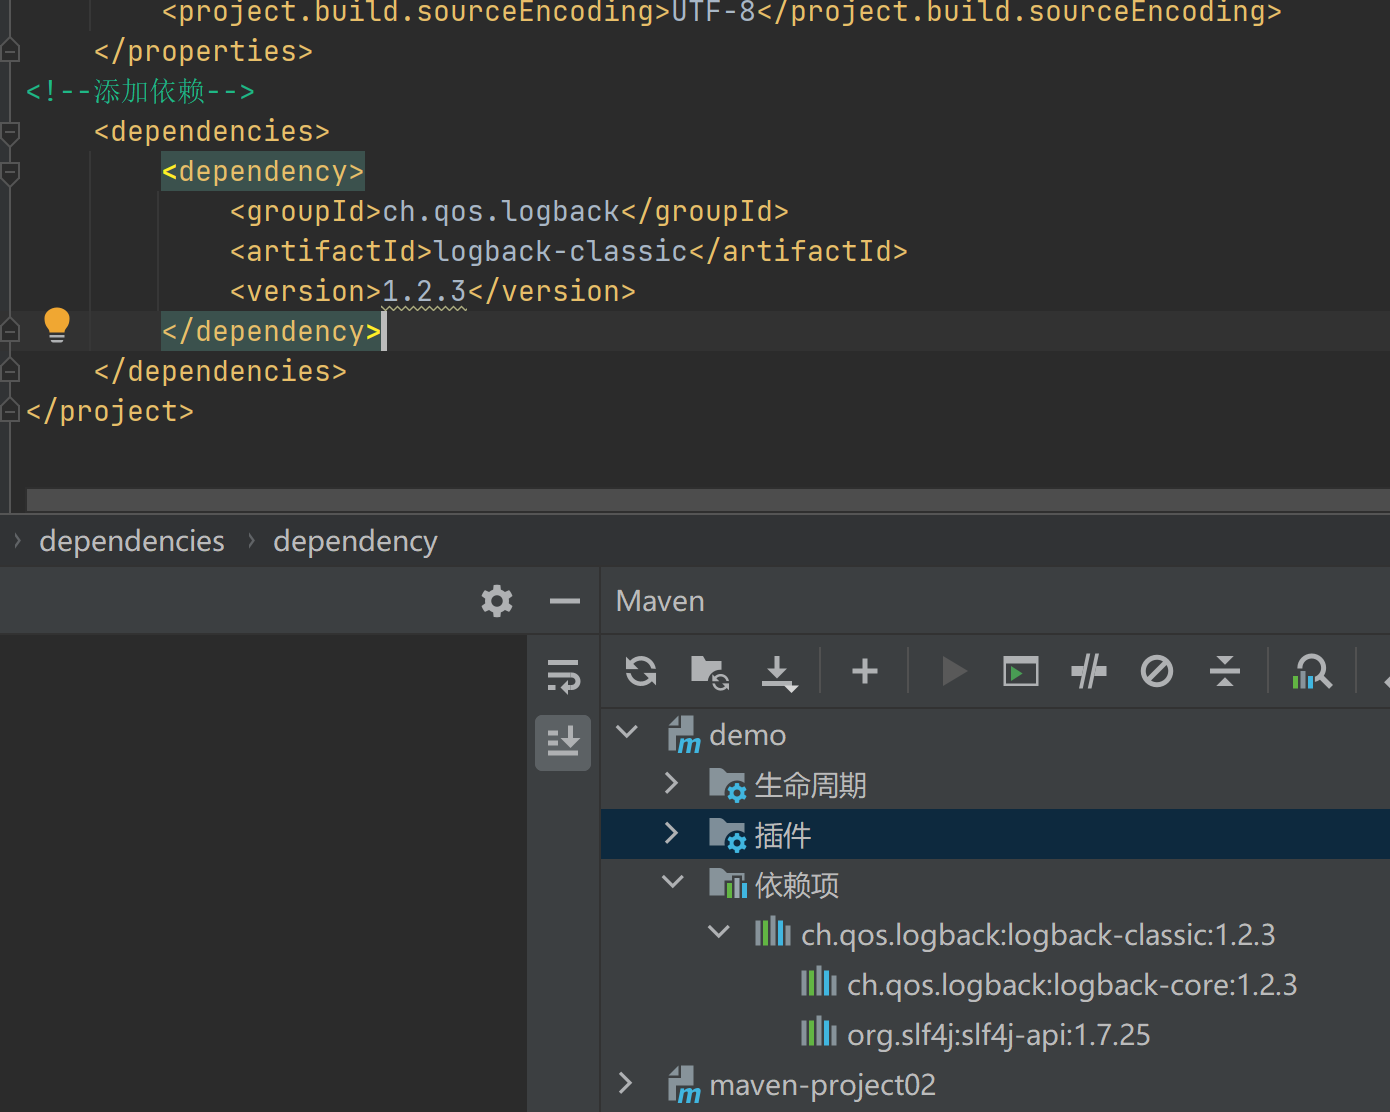 <project.build.sourceEncoding>UTF-8</project.build.sourceEncoding>
</properties>
<!--添加依赖-->
<dependencies>
<dependency>
<groupId>ch.qos.logback</groupId>
<artifactId>logback-classic</artifactId>
<version>1.2.3</version>
</dependency>
</dependencies>
</project>
dependencies › dependency
Maven
demo
生命周期
插件
依赖项
ch.qos.logback:logback-classic:1.2.3
ch.qos.logback:logback-core:1.2.3
org.slf4j:slf4j-api:1.7.25
maven-project02